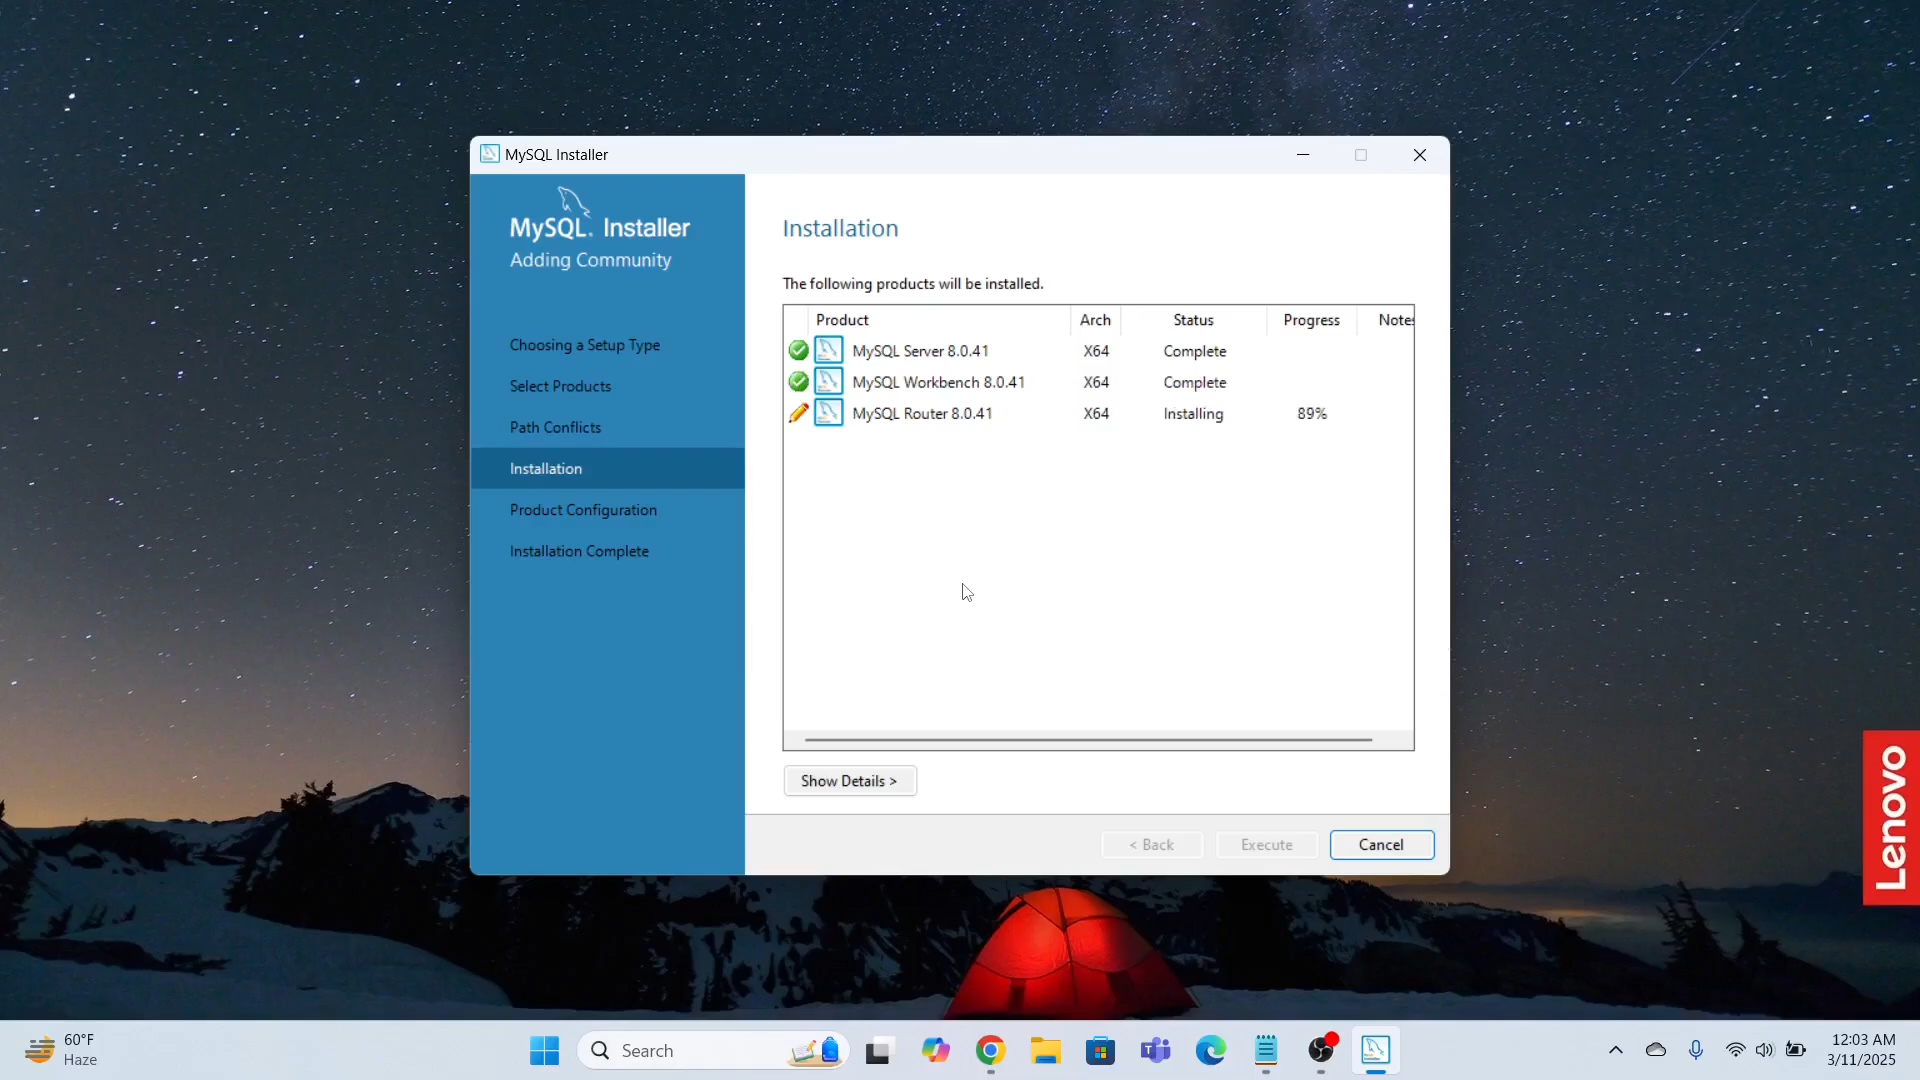 MySQL Installer
MySQL. Installer
Adding Community
Choosing a Setup Type
Select Products
Path Conflicts
Installation
Product Configuration
Installation Complete
Installation
The following products will be installed.
Product Arch Status Progress Notes
MySQL Server 8.0.41 X64 Complete
MySQL Workbench 8.0.41 X64 Complete
MySQL Router 8.0.41 X64 Installing 89%
Show Details >
< Back Execute Cancel
Lenovo
60°F
Haze
Search
12:03 AM
3/11/2025